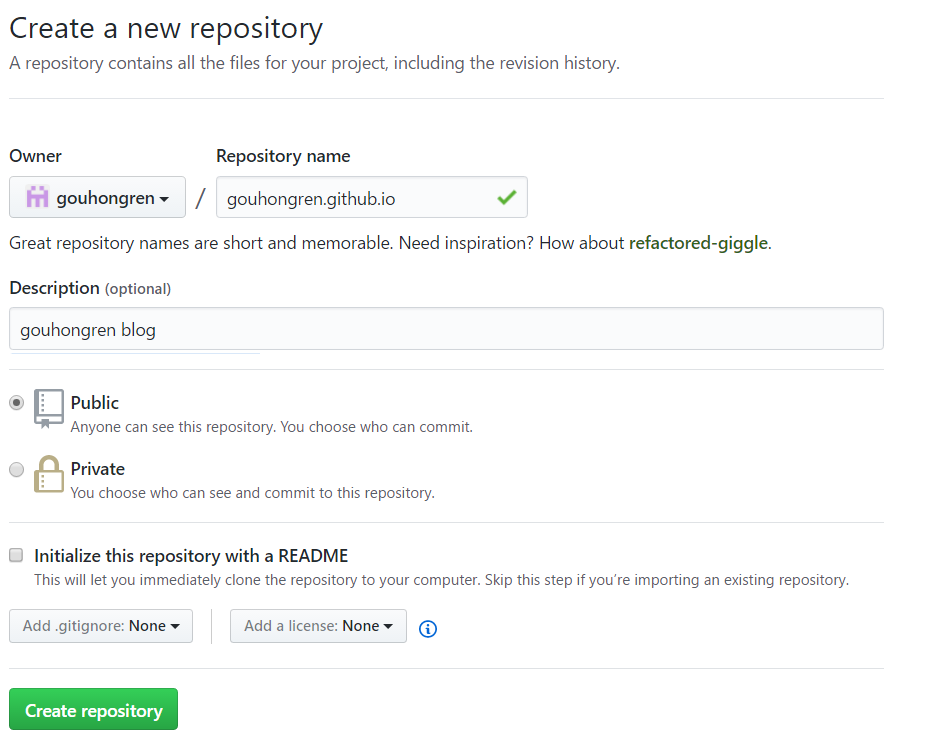 Create a new repository
A repository contains all the files for your project, including the revision history.
Owner Repository name
gouhongren / gouhongren.github.io
Great repository names are short and memorable. Need inspiration? How about refactored-giggle.
Description (optional)
gouhongren blog
Public
Anyone can see this repository. You choose who can commit.
Private
You choose who can see and commit to this repository.
Initialize this repository with a README
This will let you immediately clone the repository to your computer. Skip this step if you’re importing an existing repository.
Add .gitignore: None Add a license: None
Create repository